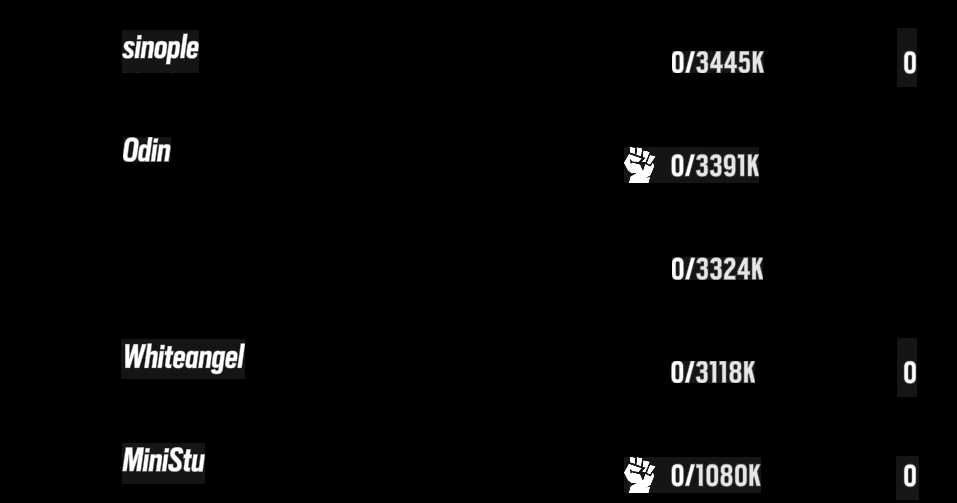 sinople 0/3445K 0
Odin 0/3391K
0/3324K
Whiteangel 0/3118K 0
MiniStu 0/1080K 0